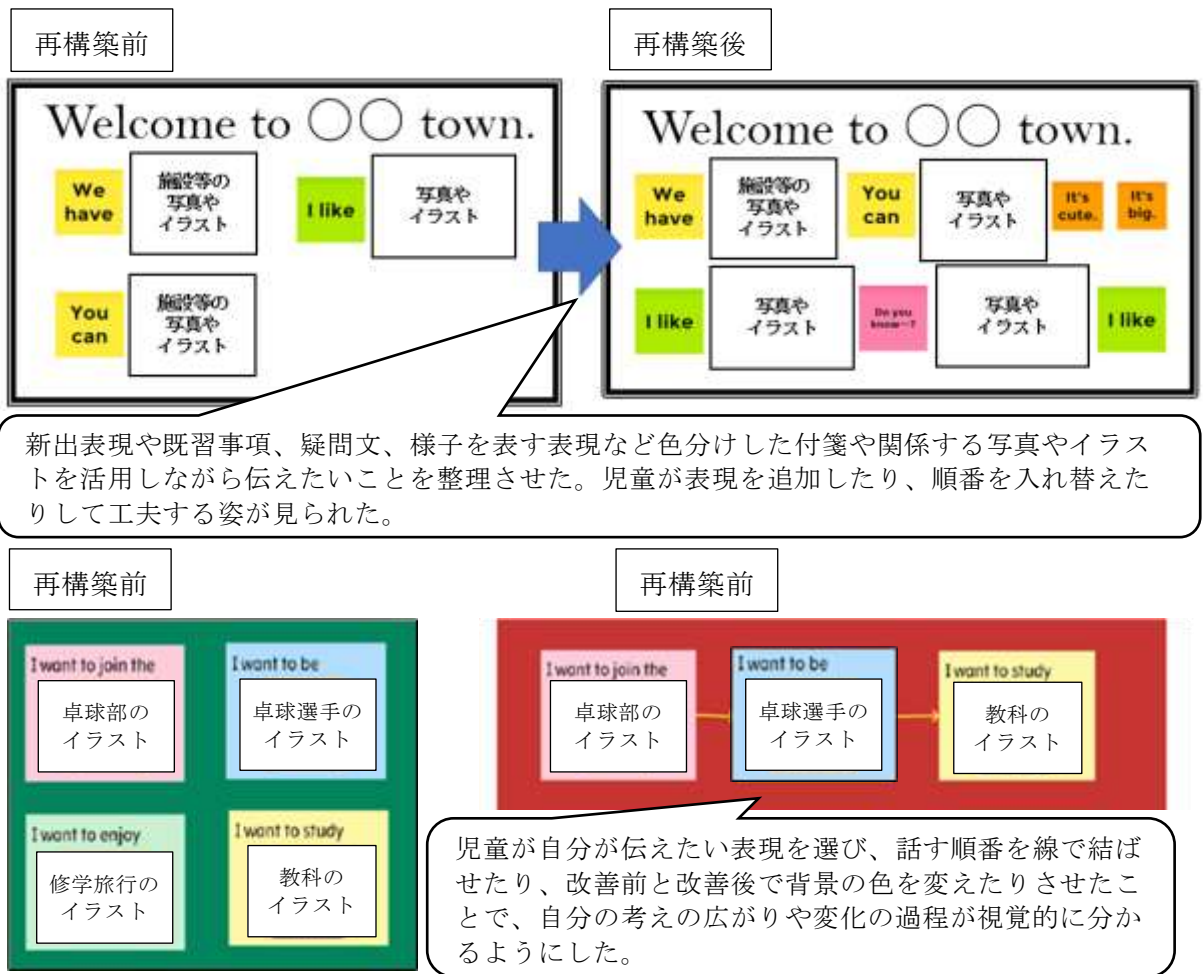 再構築前
再構築後
Welcome to 〇〇 town.
We
have
施設等の
写真や
イラスト
I like
写真や
イラスト
You
can
施設等の
写真や
イラスト
Welcome to 〇〇 town.
We
have
施設等の
写真や
イラスト
You
can
写真や
イラスト
It's
cute.
It's
big.
I like
写真や
イラスト
Do you
know~?
写真や
イラスト
I like
新出表現や既習事項、疑問文、様子を表す表現など色分けした付箋や関係する写真やイラス
トを活用しながら伝えたいことを整理させた。児童が表現を追加したり、順番を入れ替えた
りして工夫する姿が見られた。
再構築前
再構築前
I want to join the
卓球部の
イラスト
I want to be
卓球選手の
イラスト
I want to enjoy
修学旅行の
イラスト
I want to study
教科の
イラスト
I want to join the
卓球部の
イラスト
I want to be
卓球選手の
イラスト
I want to study
教科の
イラスト
児童が自分が伝えたい表現を選び、話す順番を線で結ば
せたり、改善前と改善後で背景の色を変えたりさせたこ
とで、自分の考えの広がりや変化の過程が視覚的に分か
るようにした。